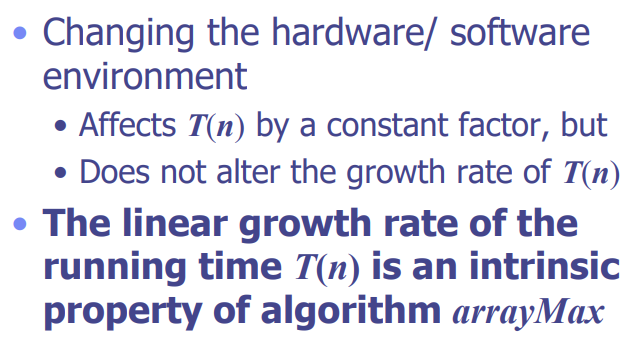 • Changing the hardware/ software
environment
• Affects T(n) by a constant factor, but
• Does not alter the growth rate of T(n)
• The linear growth rate of the
running time T(n) is an intrinsic
property of algorithm arrayMax